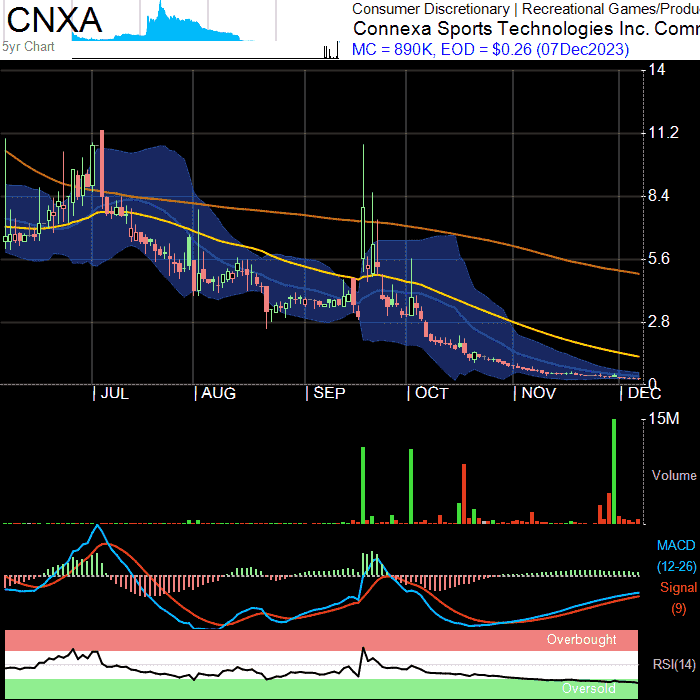 CNXA
5yr Chart
Consumer Discretionary | Recreational Games/Produ
Connexa Sports Technologies Inc. Comm
MC = 890K, EOD = $0.26 (07Dec2023)
14
11.2
8.4
5.6
2.8
0
| JUL | AUG | SEP | OCT | NOV | DEC
15M
Volume
MACD
(12-26)
Signal
(9)
Overbought
RSI(14)
Oversold